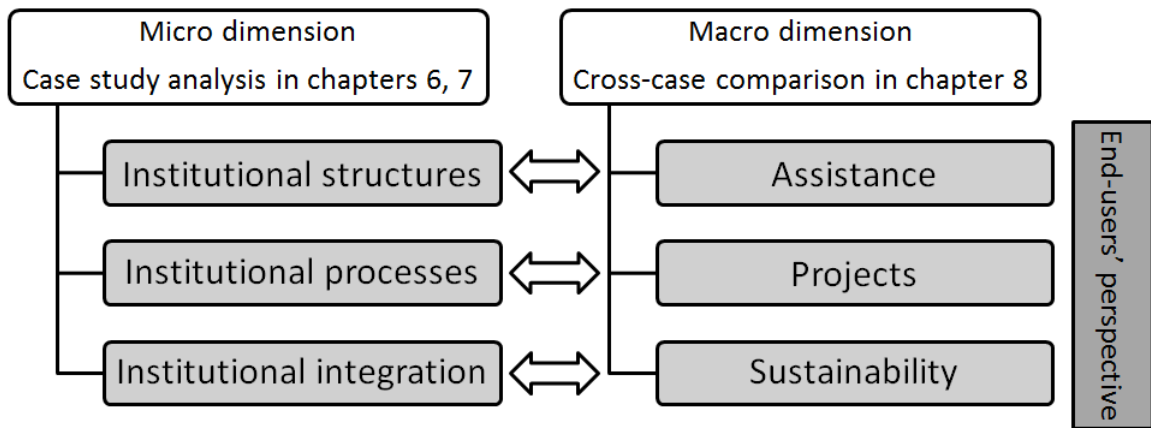 Micro dimension
Case study analysis in chapters 6, 7
Macro dimension
Cross-case comparison in chapter 8
Institutional structures
Assistance
Institutional processes
Projects
Institutional integration
Sustainability
End-users' perspective